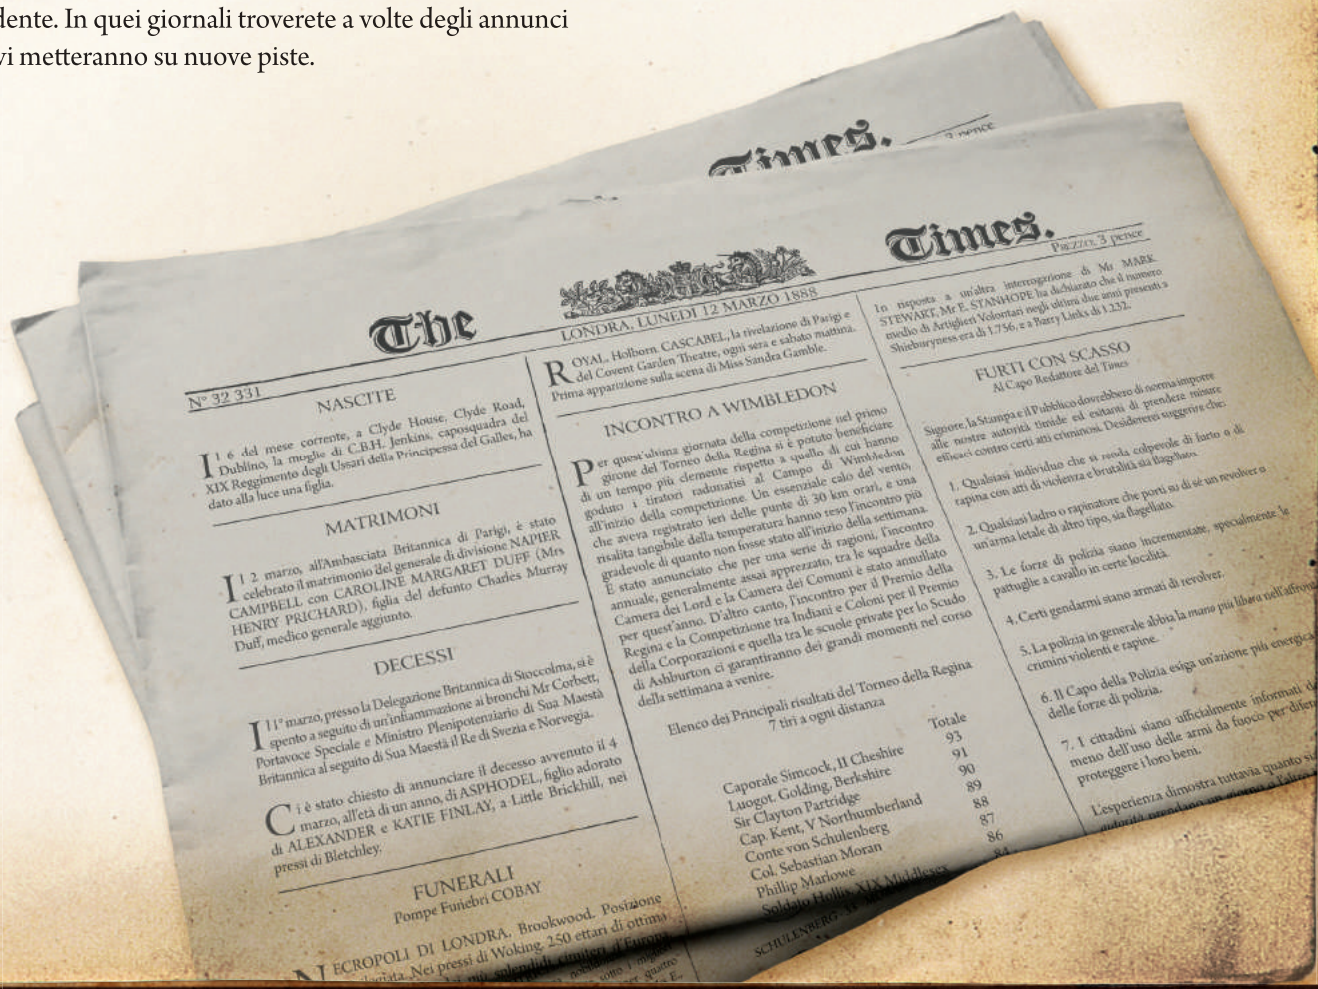 dente. In quei giornali troverete a volte degli annunci
vi metteranno su nuove piste.
Times.
3 pence
The
Times.
LONDRA, LUNEDÌ 12 MARZO 1888
PREZZO, 3 pence
N° 32 331
NASCITE
Il 6 del mese corrente, a Clyde House, Clyde Road,
Dublino, la moglie di C.B.H. Jenkins, caposquadra del
XIX Reggimento degli Ussari della Principessa del Galles, ha
dato alla luce una figlia.
MATRIMONI
Il 2 marzo, all'Ambasciata Britannica di Parigi, è stato
celebrato il matrimonio del generale di divisione NAPIER
CAMPBELL con CAROLINE MARGARET DUFF (Mrs
HENRY PRICHARD), figlia del defunto Charles Murray
Duff, medico generale aggiunto.
DECESSI
Il 1° marzo, presso la Delegazione Britannica di Stoccolma, si è
spento a seguito di un'infiammazione ai bronchi Mr Corbett,
Portavoce Speciale e Ministro Plenipotenziario di Sua Maestà
Britannica al seguito di Sua Maestà il Re di Svezia e Norvegia.
Ci è stato chiesto di annunciare il decesso avvenuto il 4
marzo, all'età di un anno, di ASPHODEL, figlio adorato
di ALEXANDER e KATIE FINLAY, a Little Brickhill, nei
pressi di Bletchley.
FUNERALI
Pompe Funebri COBAY
NECROPOLI DI LONDRA. Brookwood. Posizione
Nei pressi di Woking. 250 ettari di ottima
più splendidi cimiteri d'Europa
ROYAL, Holborn. CASCABEL, la rivelazione di Parigi e
del Covent Garden Theatre, ogni sera e sabato mattina.
Prima apparizione sulla scena di Miss Sandra Gamble.
INCONTRO A WIMBLEDON
Per quest'ultima giornata della competizione nel primo
girone del Torneo della Regina si è potuto beneficiare
di un tempo più clemente rispetto a quello di cui hanno
goduto i tiratori radunatisi al Campo di Wimbledon
all'inizio della competizione. Un essenziale calo del vento,
che aveva registrato ieri delle punte di 30 km orari, e una
risalita tangibile della temperatura hanno reso l'incontro più
gradevole di quanto non fosse stato all'inizio della settimana.
È stato annunciato che per una serie di ragioni, l'incontro
annuale, generalmente assai apprezzato, tra le squadre della
Camera dei Lord e la Camera dei Comuni è stato annullato
per quest'anno. D'altro canto, l'incontro per il Premio della
Regina e la Competizione tra Indiani e Coloni per il Premio
della Corporazioni e quella tra le scuole private per lo Scudo
di Ashburton ci garantiranno dei grandi momenti nel corso
della settimana a venire.
Elenco dei Principali risultati del Torneo della Regina
7 tiri a ogni distanza
Totale
Caporale Simcock, II Cheshire 93
Luogot. Golding, Berkshire 91
Sir Clayton Partridge 90
Cap. Kent, V Northumberland 89
Conte von Schulenberg 88
Col. Sebastian Moran 87
Phillip Marlowe 86
Soldato Hollis, XIX Middlesex 84
SCHULENBERG
In risposta a un'altra interrogazione di Mr MARK
STEWART, Mr E. STANHOPE ha dichiarato che il numero
medio di Artiglieri Volontari negli ultimi due anni presenti a
Shieburyness era di 1.756, e a Barry Links di 1.232.
FURTI CON SCASSO
Al Capo Redattore del Times
Signore, la Stampa e il Pubblico dovrebbero di norma imporre
alle nostre autorità timide ed esitanti di prendere misure
efficaci contro certi atti criminosi. Desidererei suggerire che:
1. Qualsiasi individuo che si renda colpevole di furto o di
rapina con atti di violenza e brutalità sia flagellato.
2. Qualsiasi ladro o rapinatore che porti su di sé un revolver o
un'arma letale di altro tipo, sia flagellato.
3. Le forze di polizia siano incrementate, specialmente le
pattuglie a cavallo in certe località.
4. Certi gendarmi siano armati di revolver.
5. La polizia in generale abbia la mano più libera nell'affron
crimini violenti e rapine.
6. Il Capo della Polizia esiga un'azione più energica
delle forze di polizia.
7. I cittadini siano ufficialmente informati
meno dell'uso delle armi da fuoco per
proteggere i loro beni.
L'esperienza dimostra tuttavia quanto
autorità prendano un giorno o l'altro